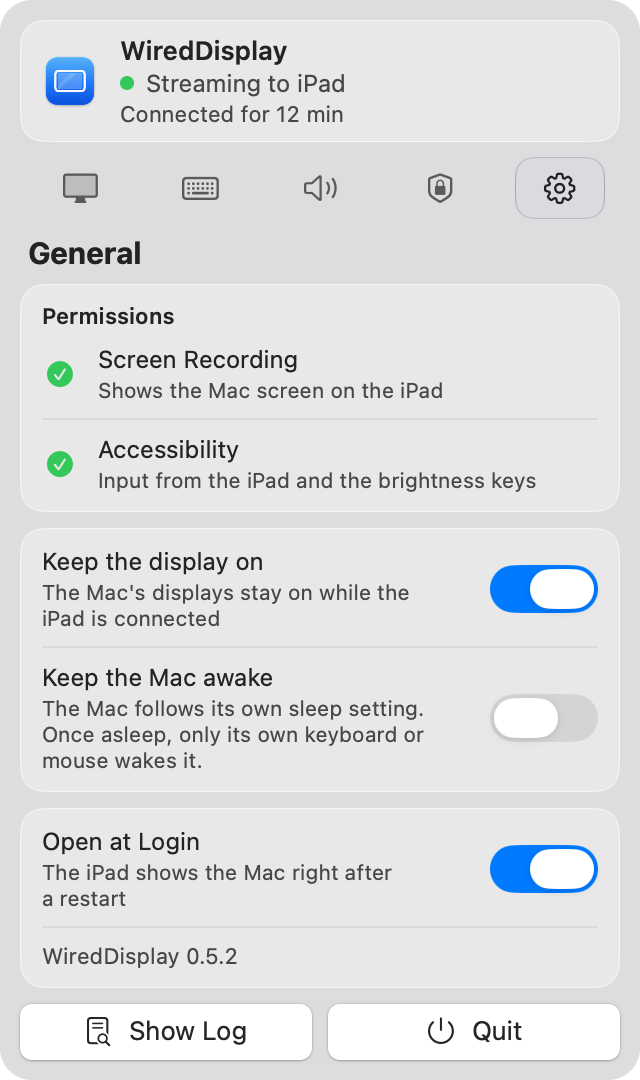 WiredDisplay
Streaming to iPad
Connected for 12 min
General
Permissions
Screen Recording
Shows the Mac screen on the iPad
Accessibility
Input from the iPad and the brightness keys
Keep the display on
The Mac's displays stay on while the
iPad is connected
Keep the Mac awake
The Mac follows its own sleep setting.
Once asleep, only its own keyboard or
mouse wakes it.
Open at Login
The iPad shows the Mac right after
a restart
WiredDisplay 0.5.2
Show Log
Quit